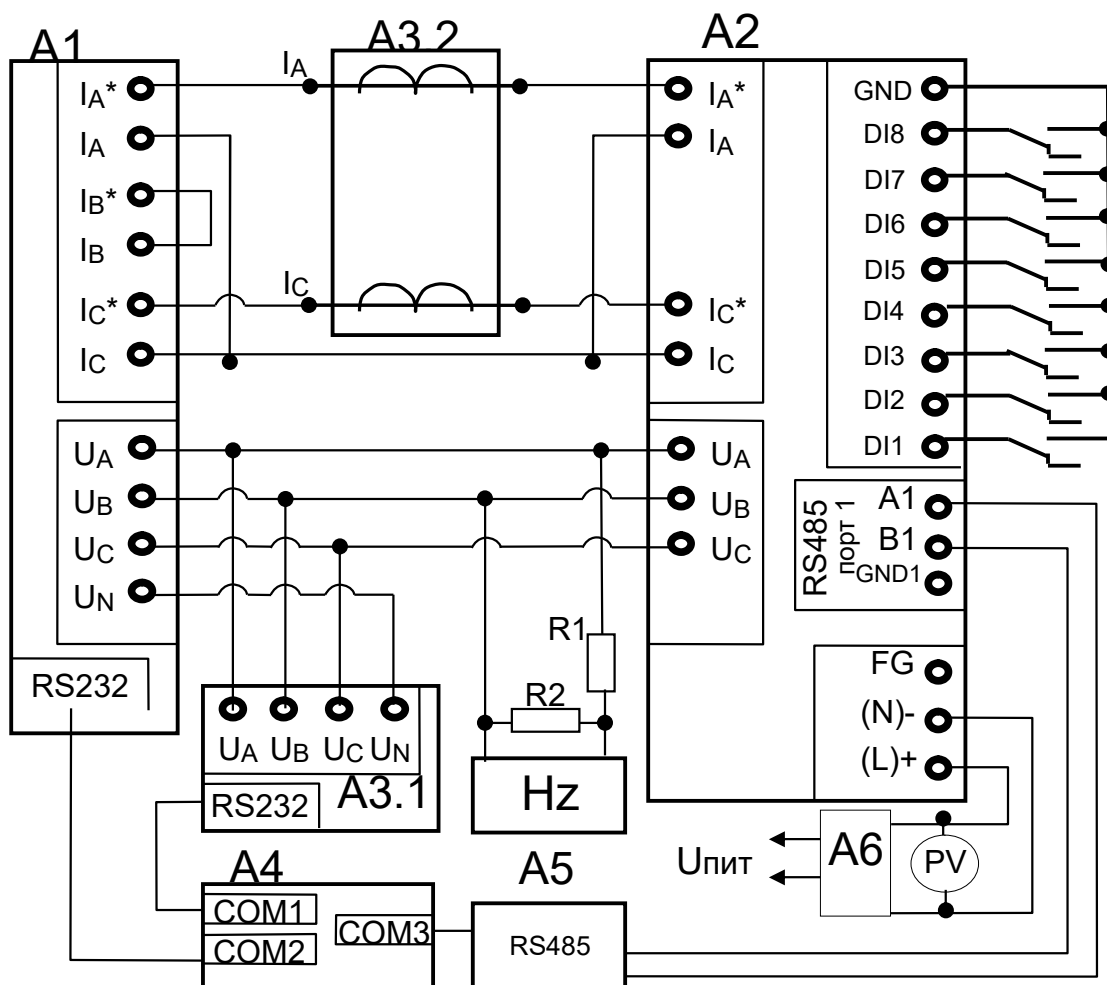 A1
A3.2
A2
IA
IA*
IA
IB*
IB
IC*
IC
IC
IA*
IA
IC*
IC
GND
DI8
DI7
DI6
DI5
DI4
DI3
DI2
DI1
UA
UB
UC
UN
UA
UB
UC
RS485
порт 1
A1
B1
GND1
R1
R2
FG
(N)-
(L)+
RS232
UA UB UC UN
RS232
A3.1
Hz
Uпит
A6
PV
A4
A5
COM1
COM2
COM3
RS485